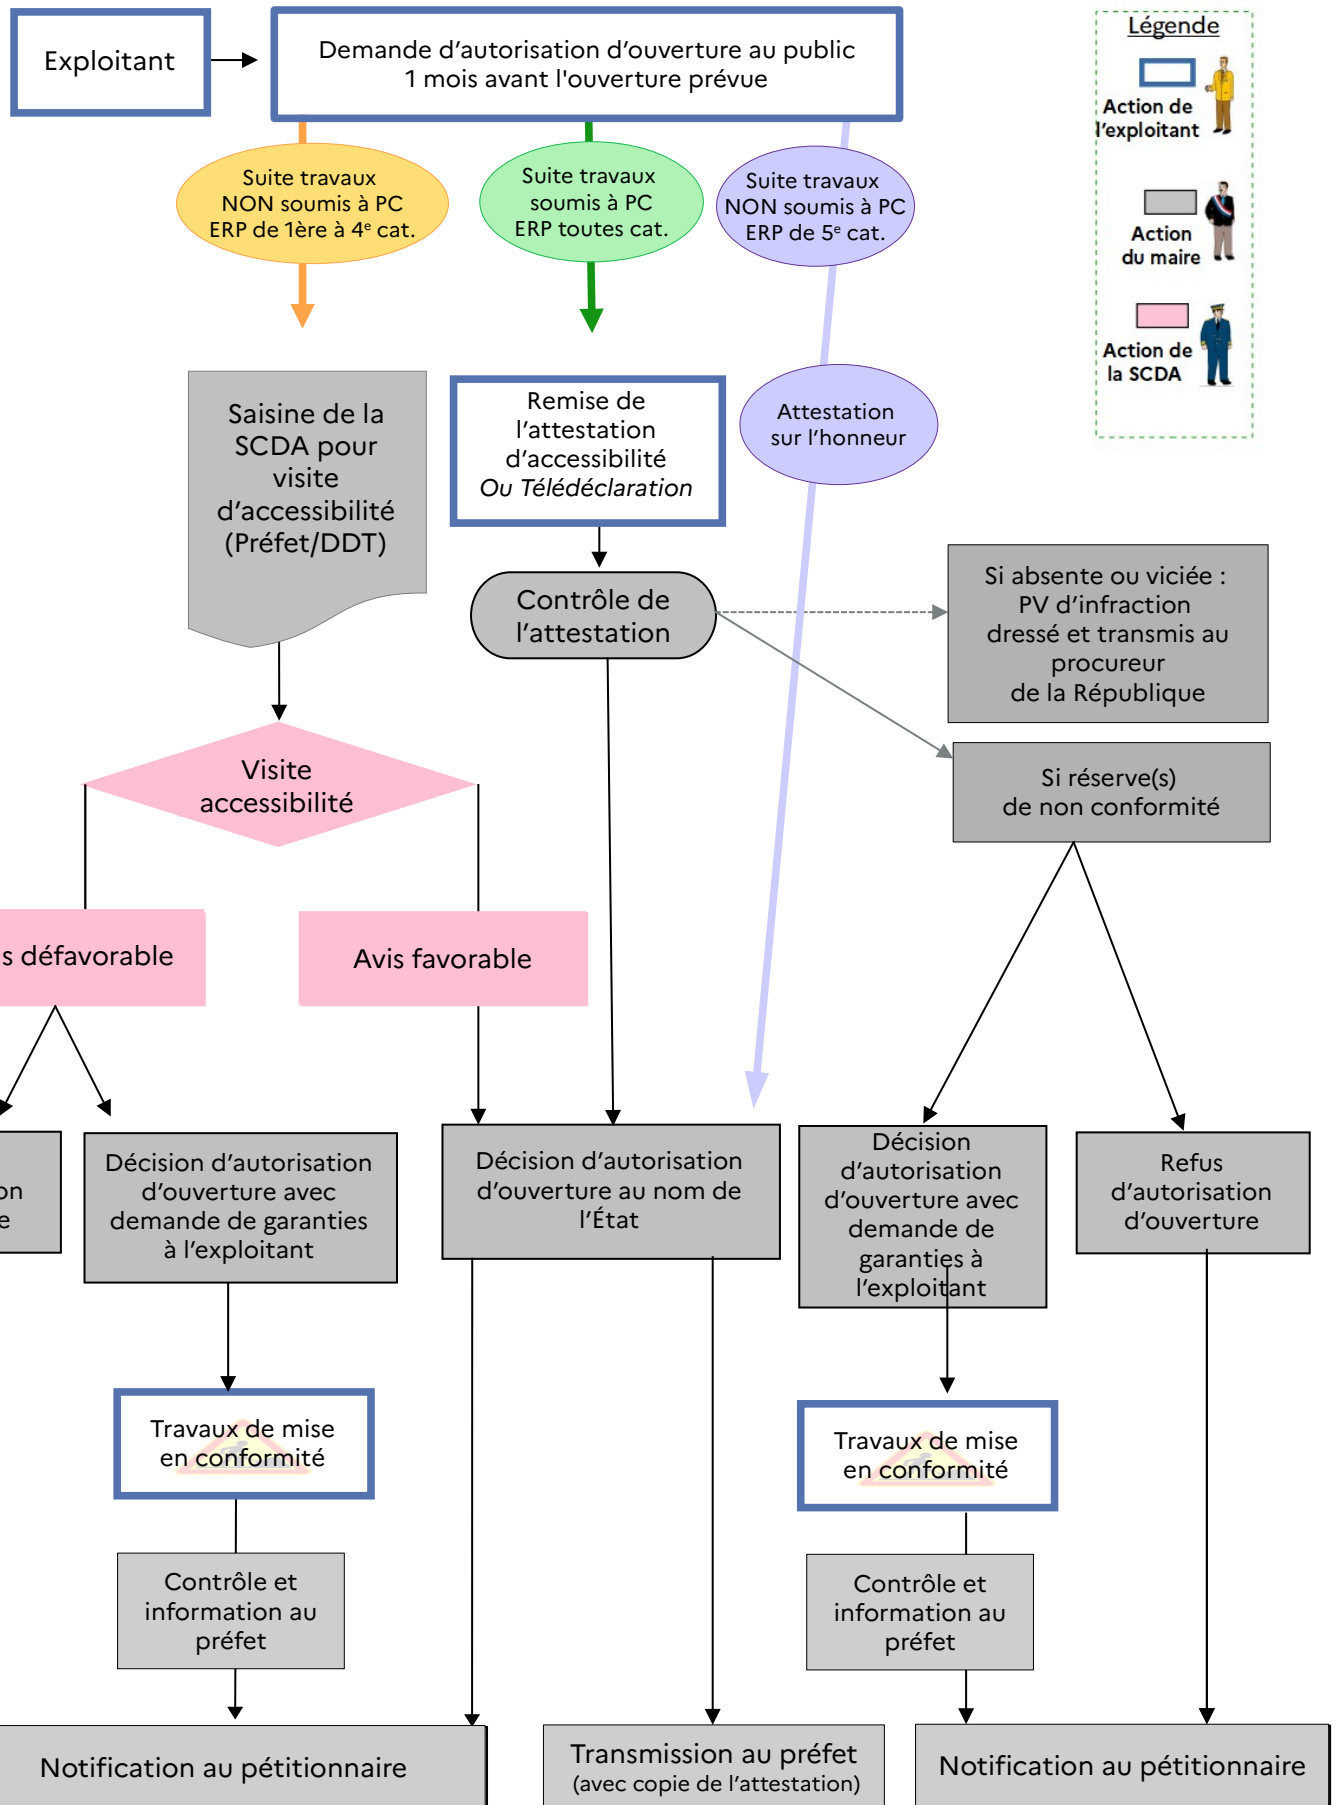 Exploitant
Demande d'autorisation d'ouverture au public
1 mois avant l'ouverture prévue
Légende
Action de
l'exploitant
Action
du maire
Action de
la SCDA
Suite travaux
NON soumis à PC
ERP de 1ère à 4e cat.
Suite travaux
soumis à PC
ERP toutes cat.
Suite travaux
NON soumis à PC
ERP de 5e cat.
Saisine de la
SCDA pour
visite
d'accessibilité
(Préfet/DDT)
Remise de
l'attestation
d'accessibilité
Ou Télédéclaration
Attestation
sur l'honneur
Contrôle de
l'attestation
Si absente ou viciée :
PV d'infraction
dressé et transmis au
procureur
de la République
Si réserve(s)
de non conformité
Visite
accessibilité
s défavorable
Avis favorable
on
e
Décision d'autorisation
d'ouverture avec
demande de garanties
à l'exploitant
Décision d'autorisation
d'ouverture au nom de
l'État
Décision
d'autorisation
d'ouverture avec
demande de
garanties à
l'exploitant
Refus
d'autorisation
d'ouverture
Travaux de mise
en conformité
Travaux de mise
en conformité
Contrôle et
information au
préfet
Contrôle et
information au
préfet
Notification au pétitionnaire
Transmission au préfet
(avec copie de l'attestation)
Notification au pétitionnaire